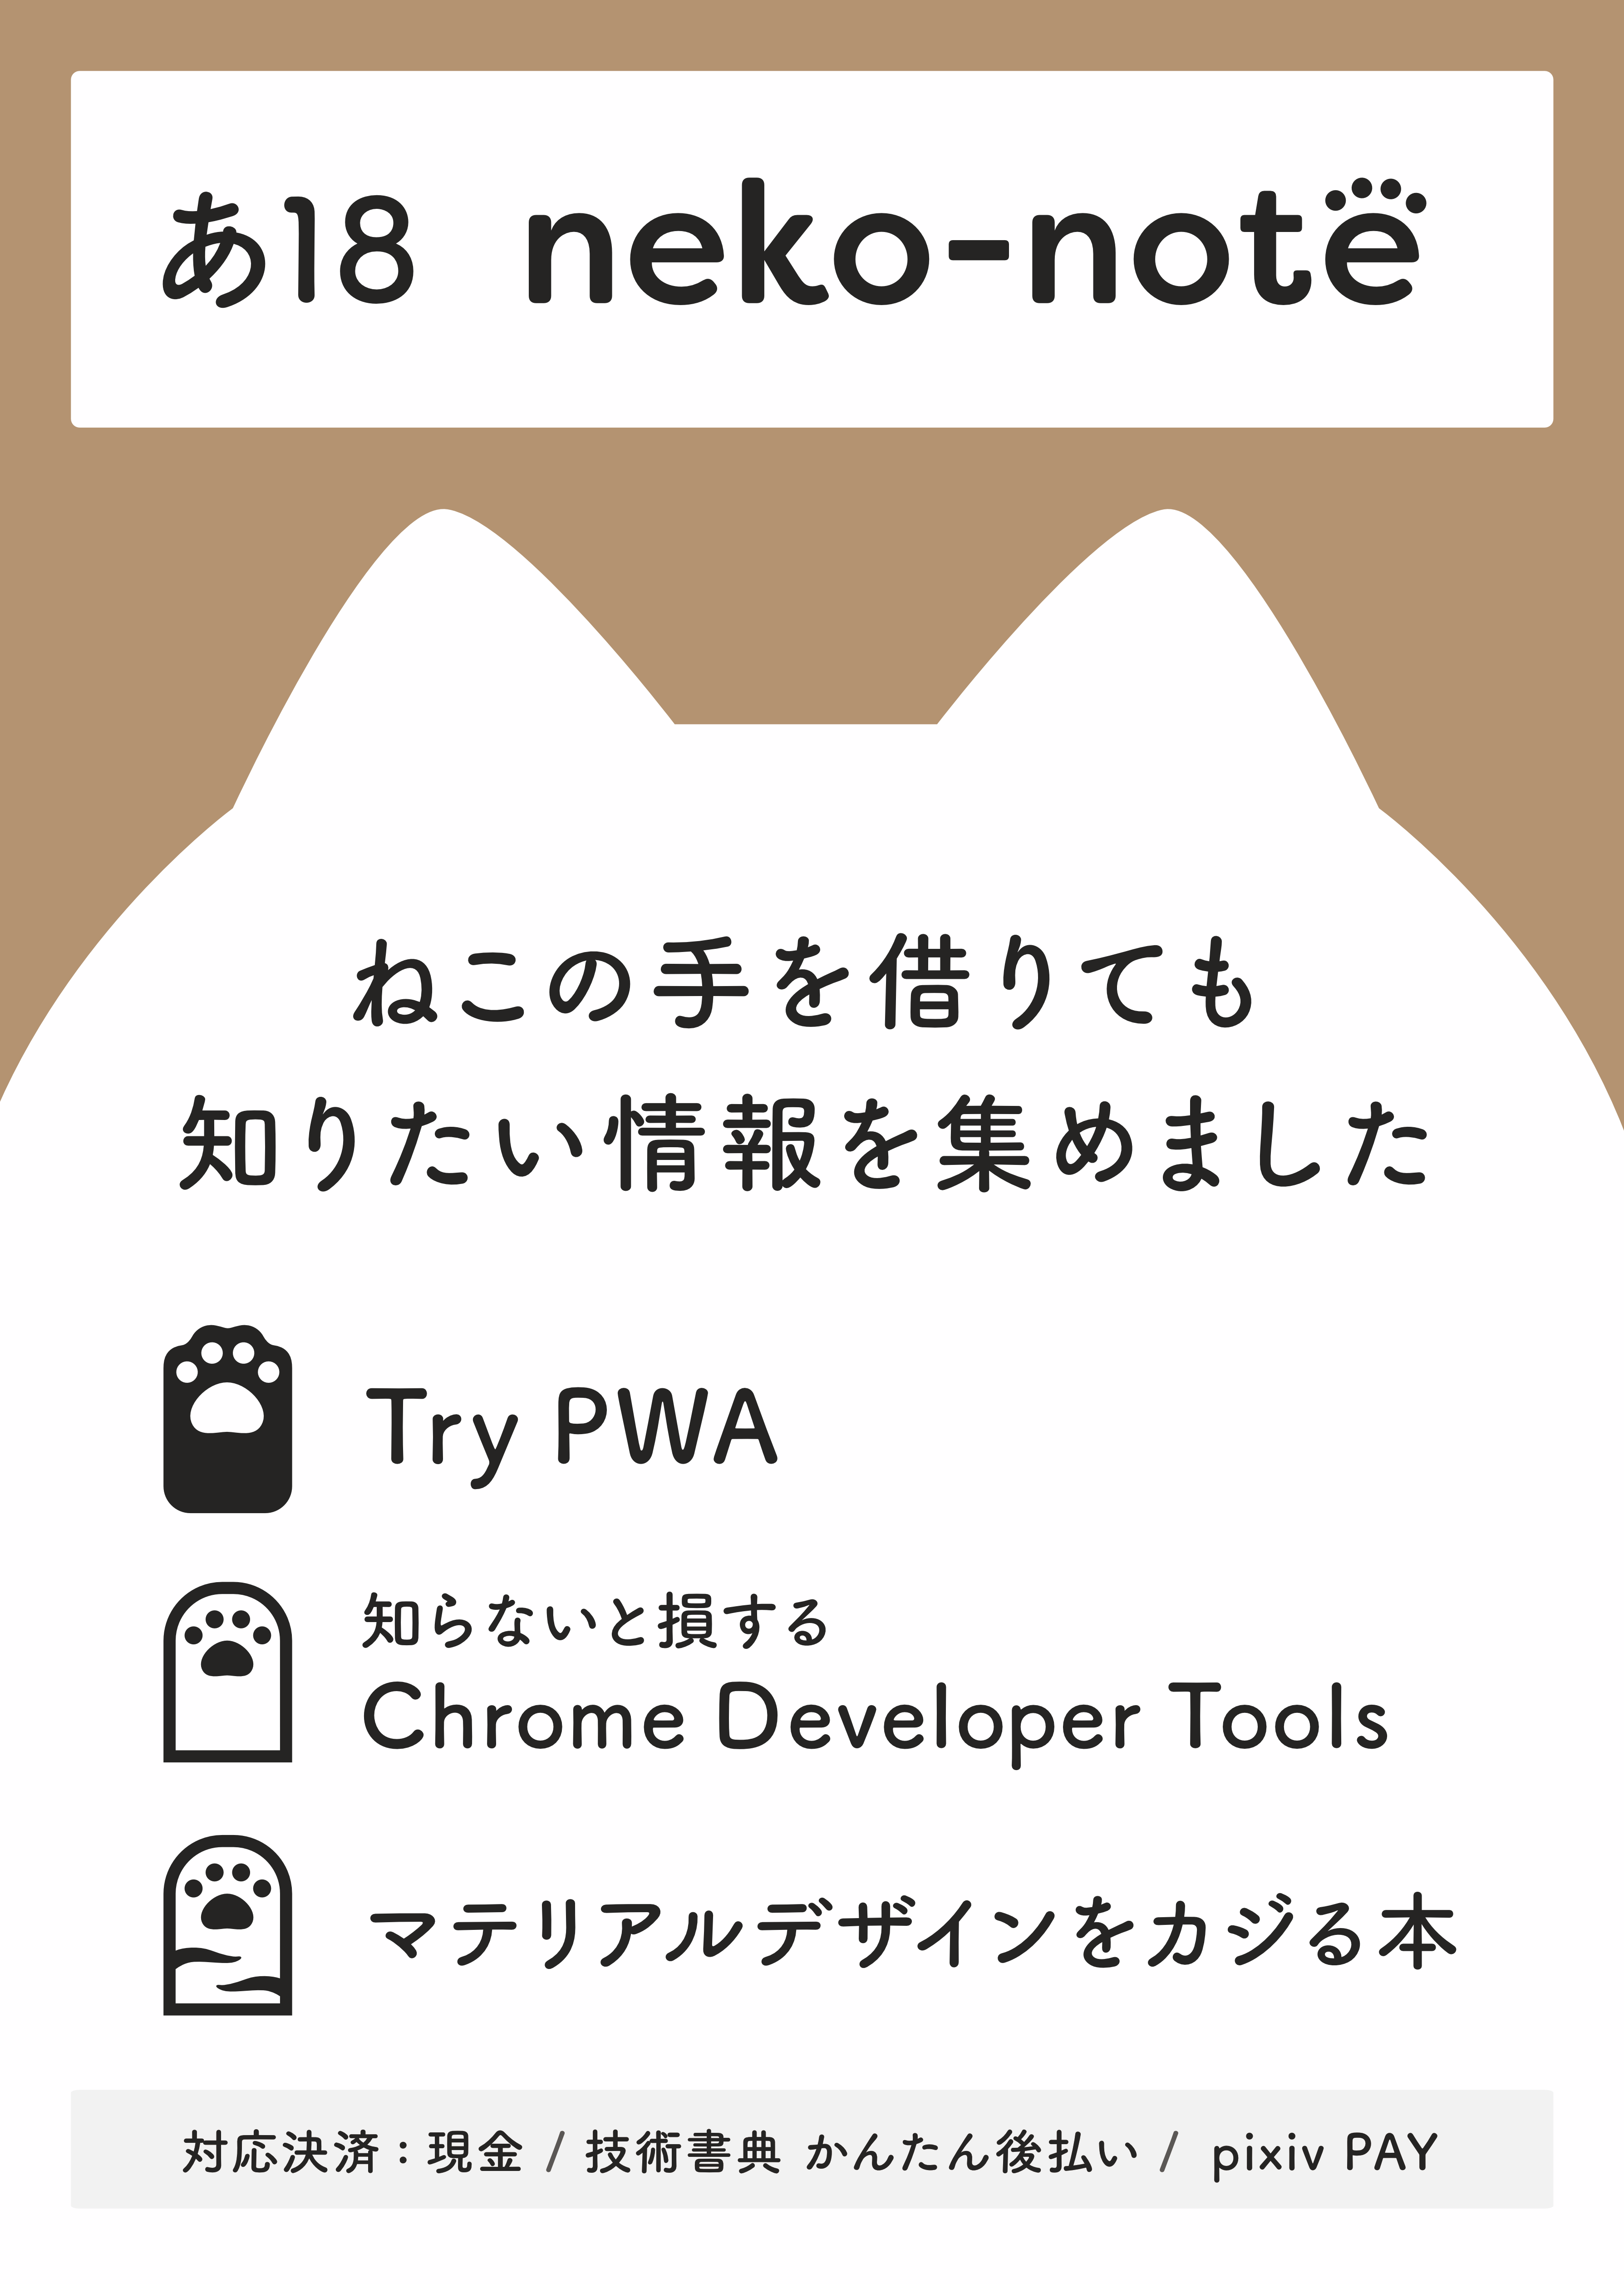 あ18 neko-note
ねこの手を借りても
知りたい情報を集めました
Try PWA
知らないと損する
Chrome Developer Tools
マテリアルデザインをカジる本
対応決済：現金 / 技術書典 かんたん後払い / pixiv PAY